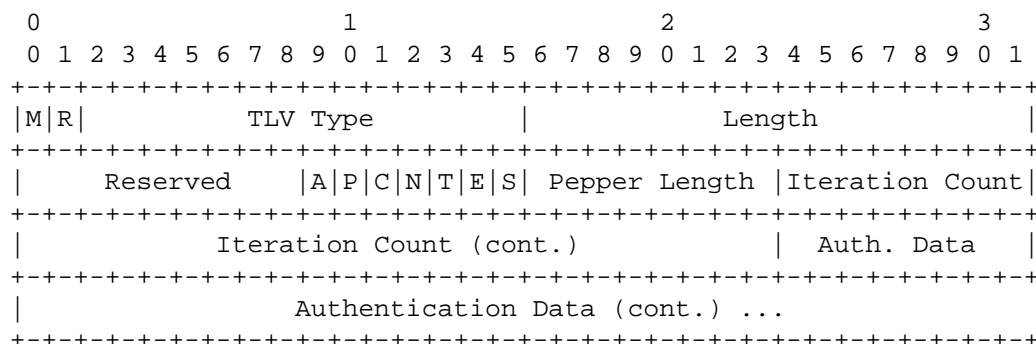 0                   1                   2                   3
 0 1 2 3 4 5 6 7 8 9 0 1 2 3 4 5 6 7 8 9 0 1 2 3 4 5 6 7 8 9 0 1
+-+-+-+-+-+-+-+-+-+-+-+-+-+-+-+-+-+-+-+-+-+-+-+-+-+-+-+-+-+-+-+-+
|M|R|         TLV Type          |            Length             |
+-+-+-+-+-+-+-+-+-+-+-+-+-+-+-+-+-+-+-+-+-+-+-+-+-+-+-+-+-+-+-+-+
|     Reserved    |A|P|C|N|T|E|S| Pepper Length |Iteration Count|
+-+-+-+-+-+-+-+-+-+-+-+-+-+-+-+-+-+-+-+-+-+-+-+-+-+-+-+-+-+-+-+-+
|            Iteration Count (cont.)            |  Auth. Data   |
+-+-+-+-+-+-+-+-+-+-+-+-+-+-+-+-+-+-+-+-+-+-+-+-+-+-+-+-+-+-+-+-+
|                 Authentication Data (cont.) ...
+-+-+-+-+-+-+-+-+-+-+-+-+-+-+-+-+-+-+-+-+-+-+-+-+-+-+-+-+-+-+-+-+